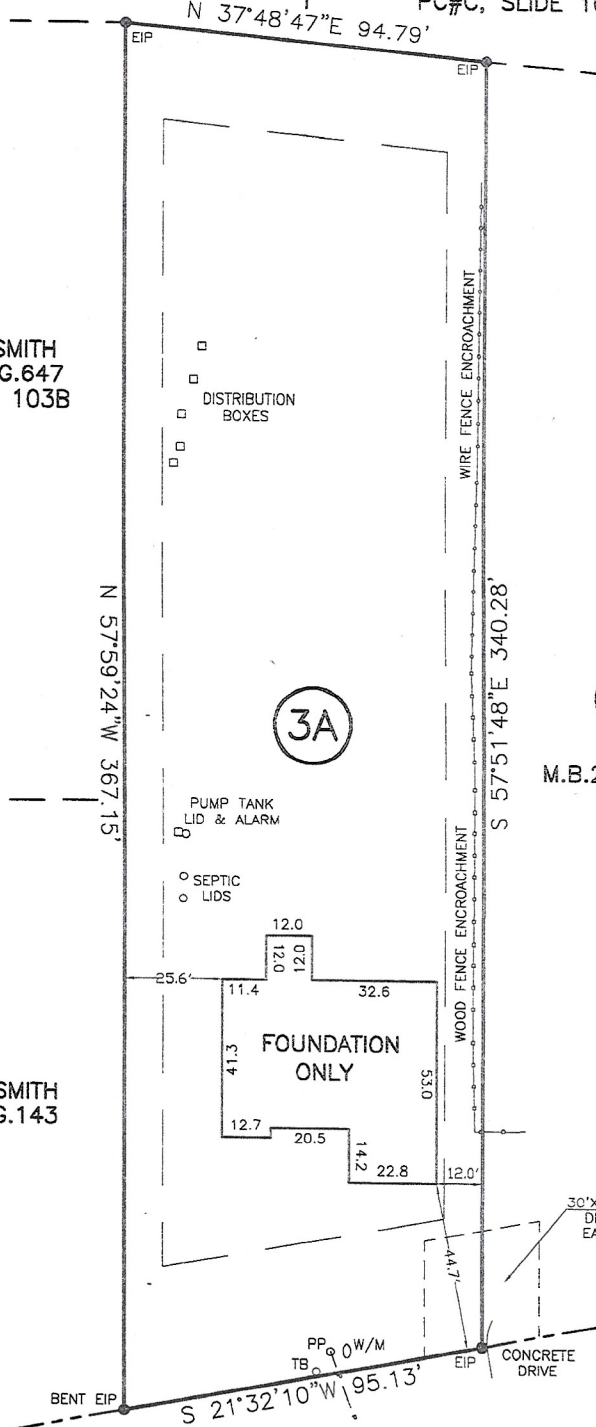 PC#C, SLIDE 10
N 37°48'47"E 94.79'
EIP
EIP
SMITH
G.647
103B
DISTRIBUTION
BOXES
WIRE FENCE ENCROACHMENT
N 57°59'24"W 367.15'
S 57°51'48"E 340.28'
3A
M.B.2
PUMP TANK
LID & ALARM
SEPTIC
LIDS
WOOD FENCE ENCROACHMENT
12.0
12.0
12.0
25.6'
11.4
32.6
FOUNDATION
ONLY
41.3
53.0
SMITH
G.143
12.7
20.5
14.2
22.8
12.0'
30'X
EA
44.7'
PP
W/M
TB
EIP
CONCRETE
DRIVE
BENT EIP
S 21°32'10"W 95.13'